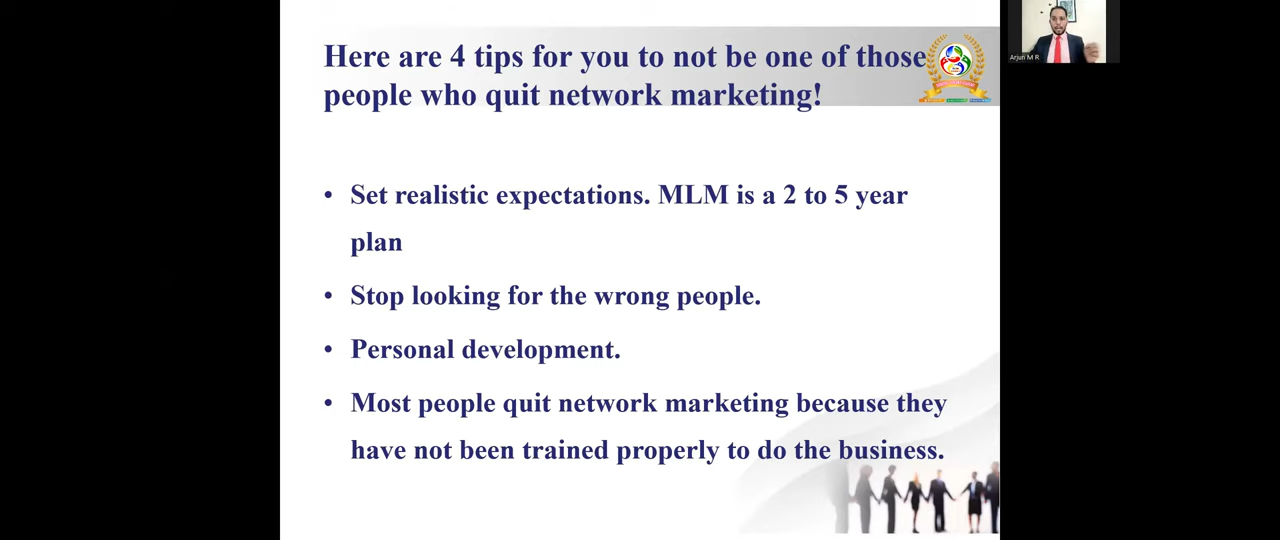 Here are 4 tips for you to not be one of those
people who quit network marketing!
Arjun M R
• Set realistic expectations. MLM is a 2 to 5 year
plan
• Stop looking for the wrong people.
• Personal development.
• Most people quit network marketing because they
have not been trained properly to do the business.